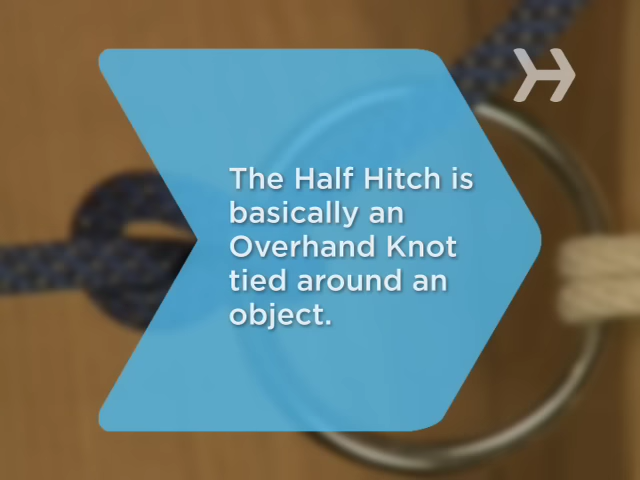 The Half Hitch is
basically an
Overhand Knot
tied around an
object.